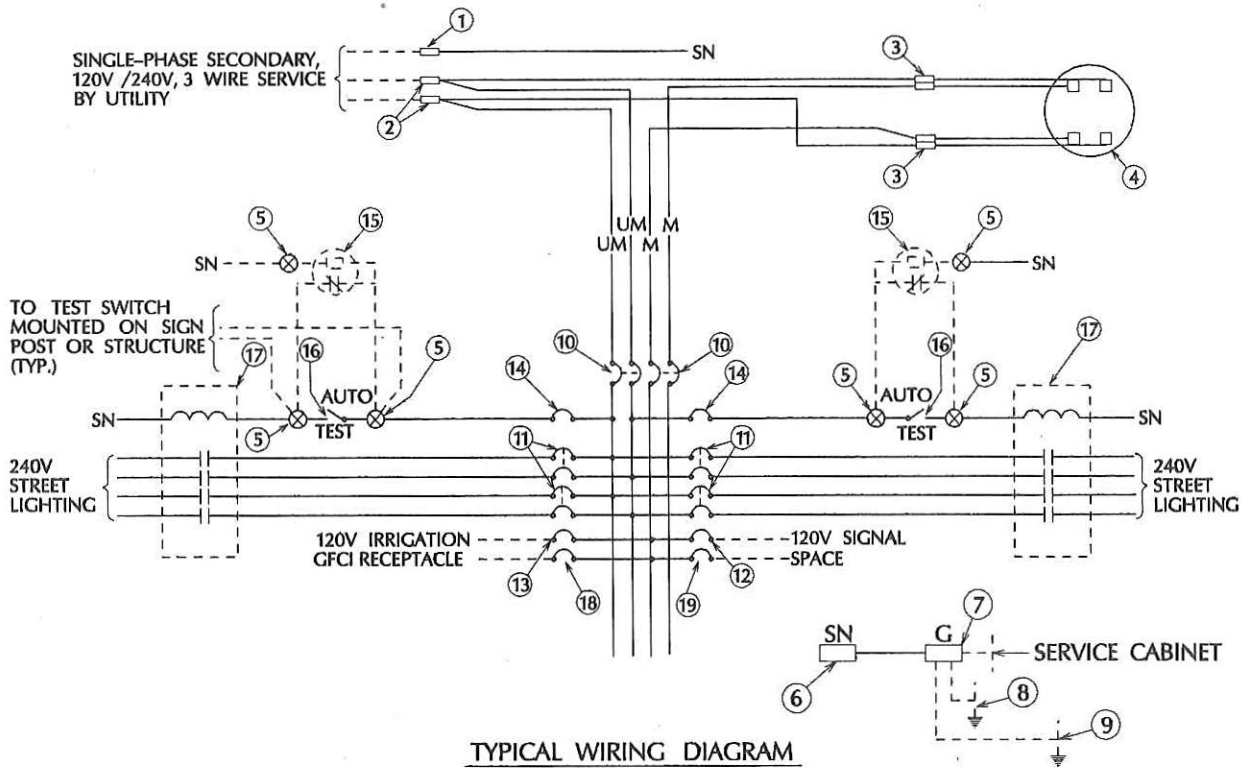 1
SINGLE-PHASE SECONDARY,
120V /240V, 3 WIRE SERVICE
BY UTILITY
SN
2
3
3
4
UM
UM
M
M
5
15
SN
15
5
SN
TO TEST SWITCH
MOUNTED ON SIGN
POST OR STRUCTURE
(TYP.)
17
16
5
AUTO
14
10
10
14
5
AUTO
16
5
17
SN
5
TEST
TEST
SN
240V
STREET
LIGHTING
11
11
240V
STREET
LIGHTING
120V IRRIGATION
GFCI RECEPTACLE
120V SIGNAL
SPACE
13
18
19
12
SN
G
7
SERVICE CABINET
6
8
9
TYPICAL WIRING DIAGRAM